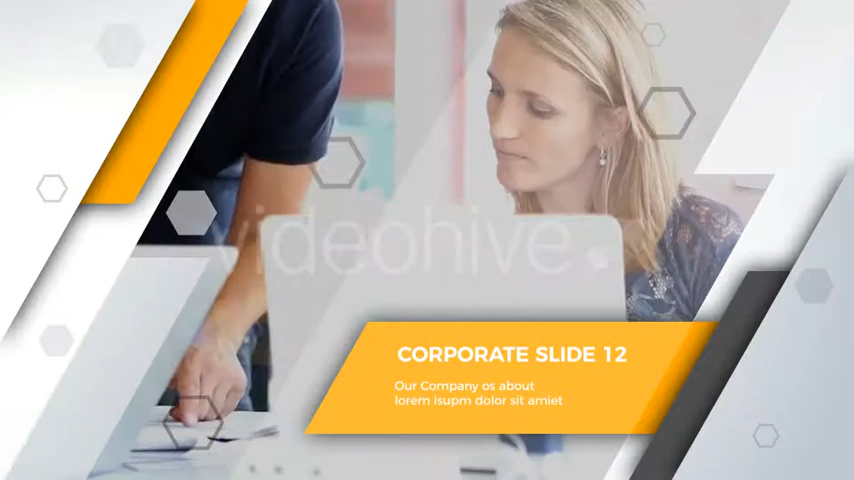 videohive
CORPORATE SLIDE 12
Our Company os about
lorem isupm dolor sit amiet